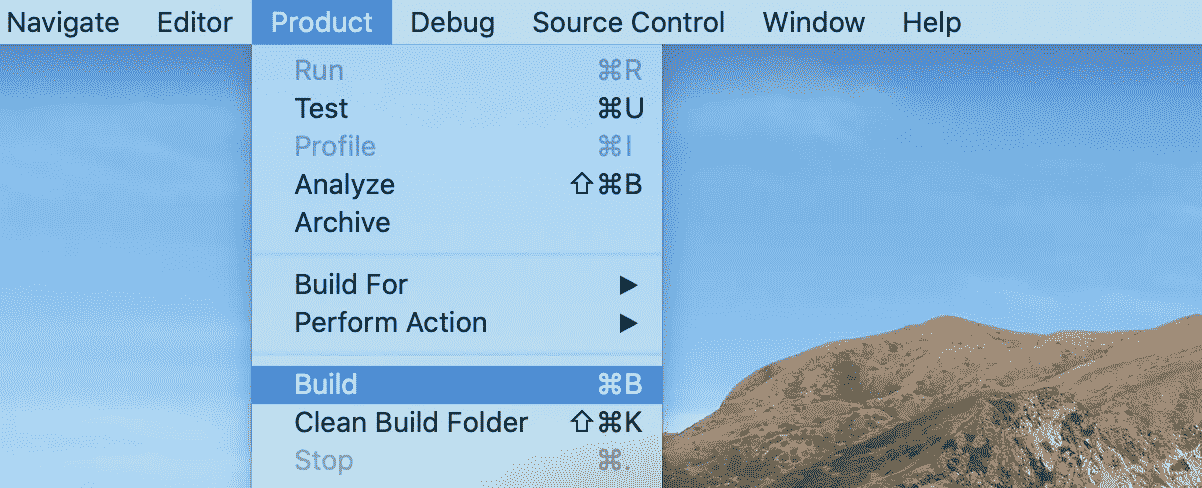 Navigate Editor Product Debug Source Control Window Help
Run ⌘R
Test ⌘U
Profile ⌘I
Analyze ⇧⌘B
Archive
Build For ▶
Perform Action ▶
Build ⌘B
Clean Build Folder ⇧⌘K
Stop ⌘.